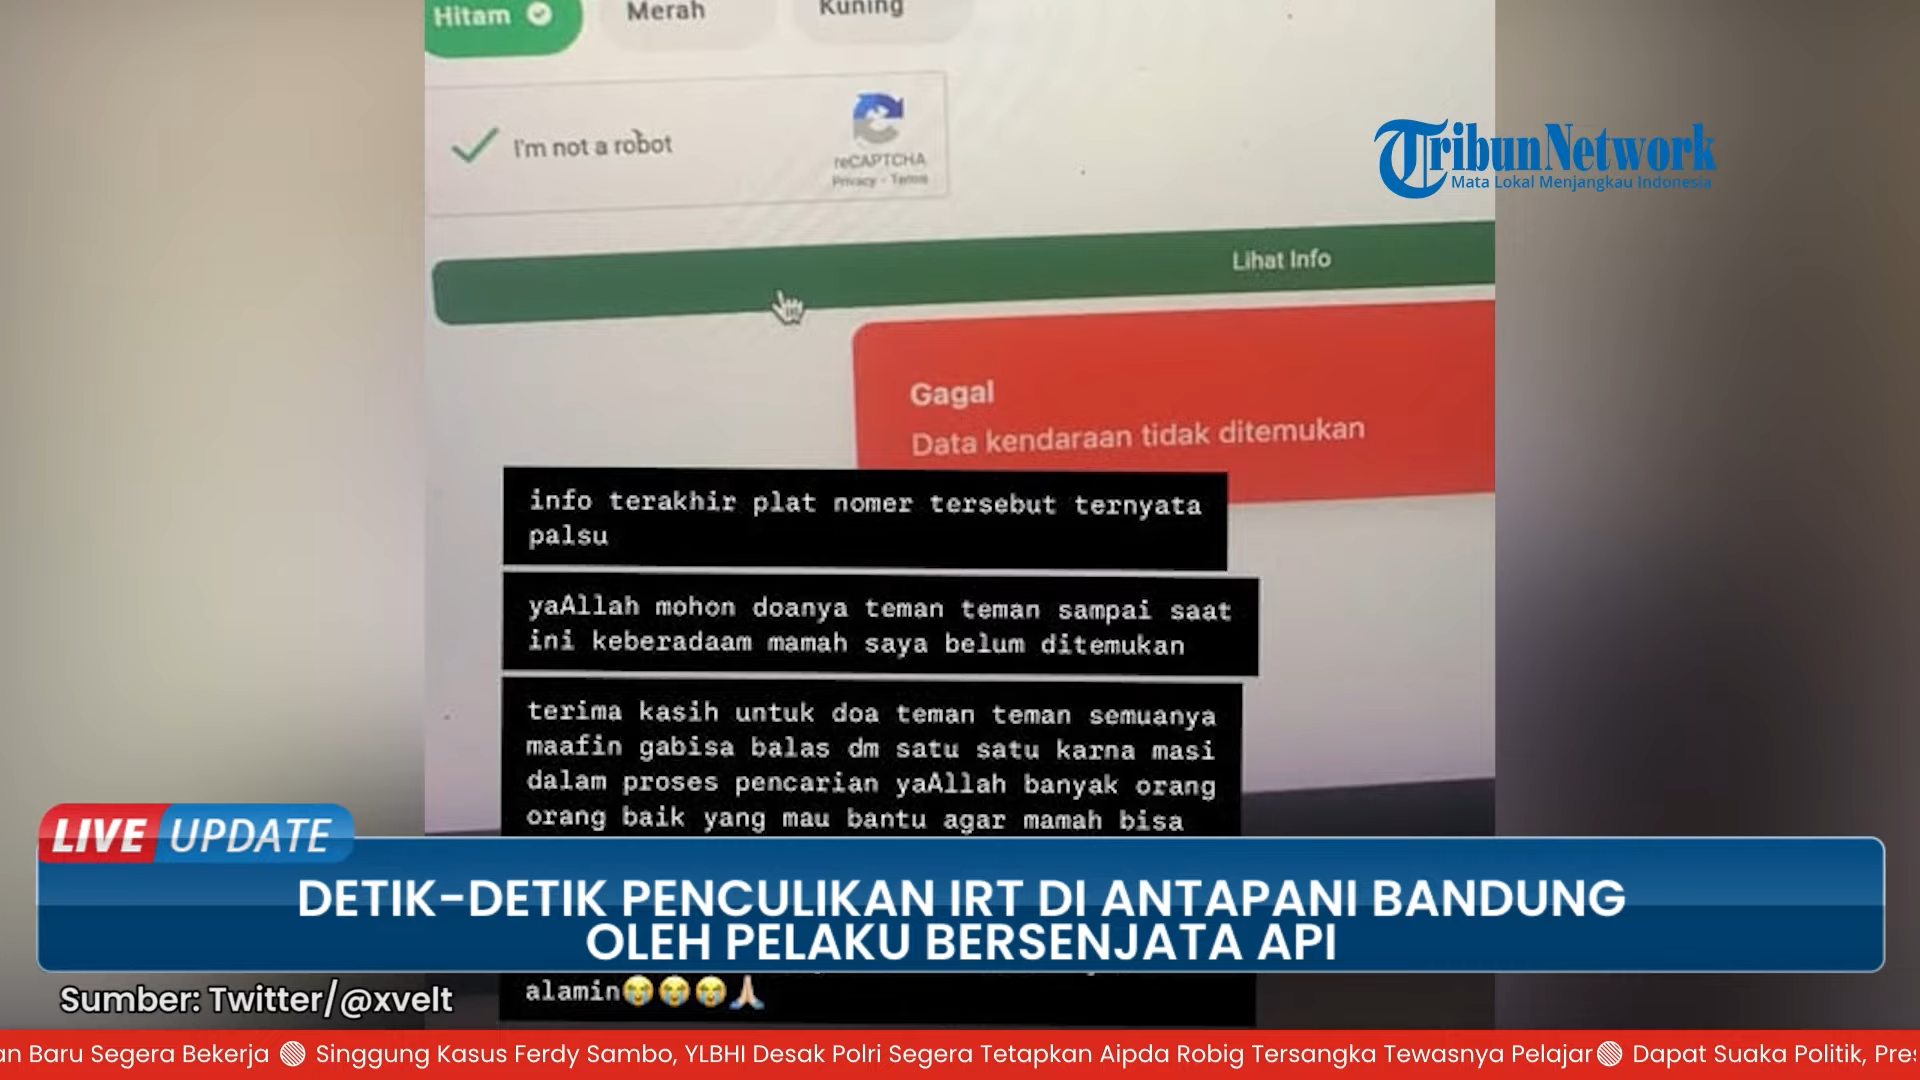 Hitam
Merah
Kuning
I'm not a robot
reCAPTCHA
Privacy - Terms
TribunNetwork
Mata Lokal Menjangkau Indonesia
Lihat Info
Gagal
Data kendaraan tidak ditemukan
info terakhir plat nomer tersebut ternyata
palsu
yaAllah mohon doanya teman teman sampai saat
ini keberadaam mamah saya belum ditemukan
terima kasih untuk doa teman teman semuanya
maafin gabisa balas dm satu satu karna masi
dalam proses pencarian yaAllah banyak orang
orang baik yang mau bantu agar mamah bisa
LIVE UPDATE
DETIK-DETIK PENCULIKAN IRT DI ANTAPANI BANDUNG
OLEH PELAKU BERSENJATA API
alamin😭😭😭🙏🏻
Sumber: Twitter/@xvelt
an Baru Segera Bekerja Singgung Kasus Ferdy Sambo, YLBHI Desak Polri Segera Tetapkan Aipda Robig Tersangka Tewasnya Pelajar Dapat Suaka Politik, Pres